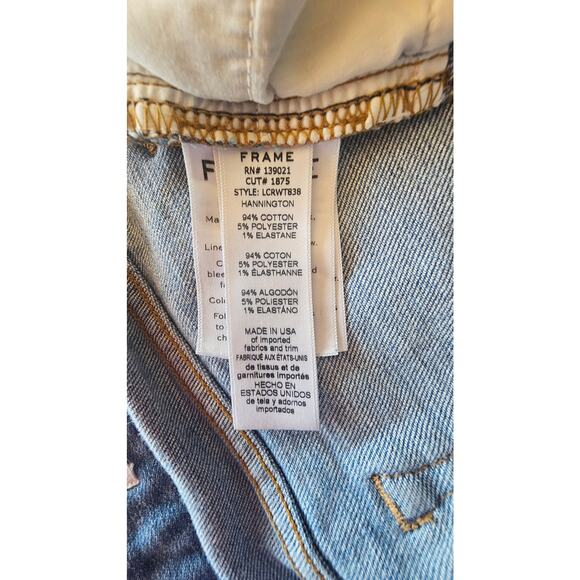 FRAME
RN# 139021
CUT# 1875
STYLE: LCRWT838
HANNINGTON
94% COTTON
5% POLYESTER
1% ELASTANE
94% COTON
5% POLYESTER
1% ÉLASTHANNE
94% ALGODÓN
5% POLIESTER
1% ELASTÁNO
MADE IN USA
of imported
fabrics and trim
FABRIQUÉ AUX ÉTATS-UNIS
de tissus et de
garnitures importés
HECHO EN
ESTADOS UNIDOS
de tela y adornos
importados